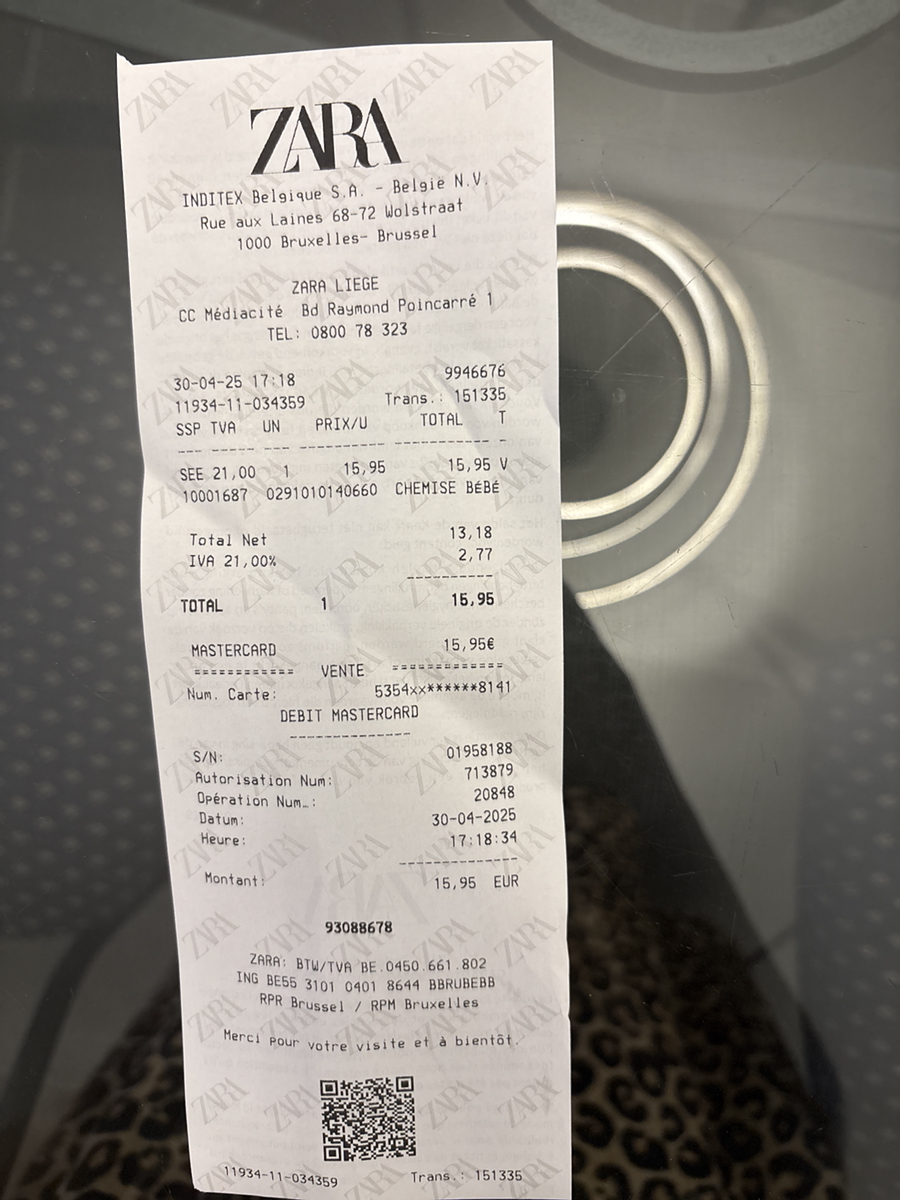 ZARA
INDITEX Belgique S.A. - België N.V.
Rue aux Laines 68-72 Wolstraat
1000 Bruxelles- Brussel
ZARA LIEGE
CC Médiacité Bd Raymond Poincarré 1
TEL: 0800 78 323
30-04-25 17:18 9946676
11934-11-034359 Trans.: 151335
SSP TVA UN PRIX/U TOTAL T
--- ----- --- ---------- ----------- -
SEE 21,00 1 15,95 15,95 V
10001687 0291010140660 CHEMISE BÉBÉ
Total Net 13,18
IVA 21,00% 2,77
----------
TOTAL 1 15,95
MASTERCARD 15,95€
============ VENTE =============
Num. Carte: 5354xx******8141
DEBIT MASTERCARD
--------------
S/N: 01958188
Autorisation Num: 713879
Opération Num.: 20848
Datum: 30-04-2025
Heure: 17:18:34
--------------
Montant: 15,95 EUR
93088678
ZARA: BTW/TVA BE.0450.661.802
ING BE55 3101 0401 8644 BBRUBEBB
RPR Brussel / RPM Bruxelles
Merci pour votre visite et à bientôt.
11934-11-034359 Trans.: 151335